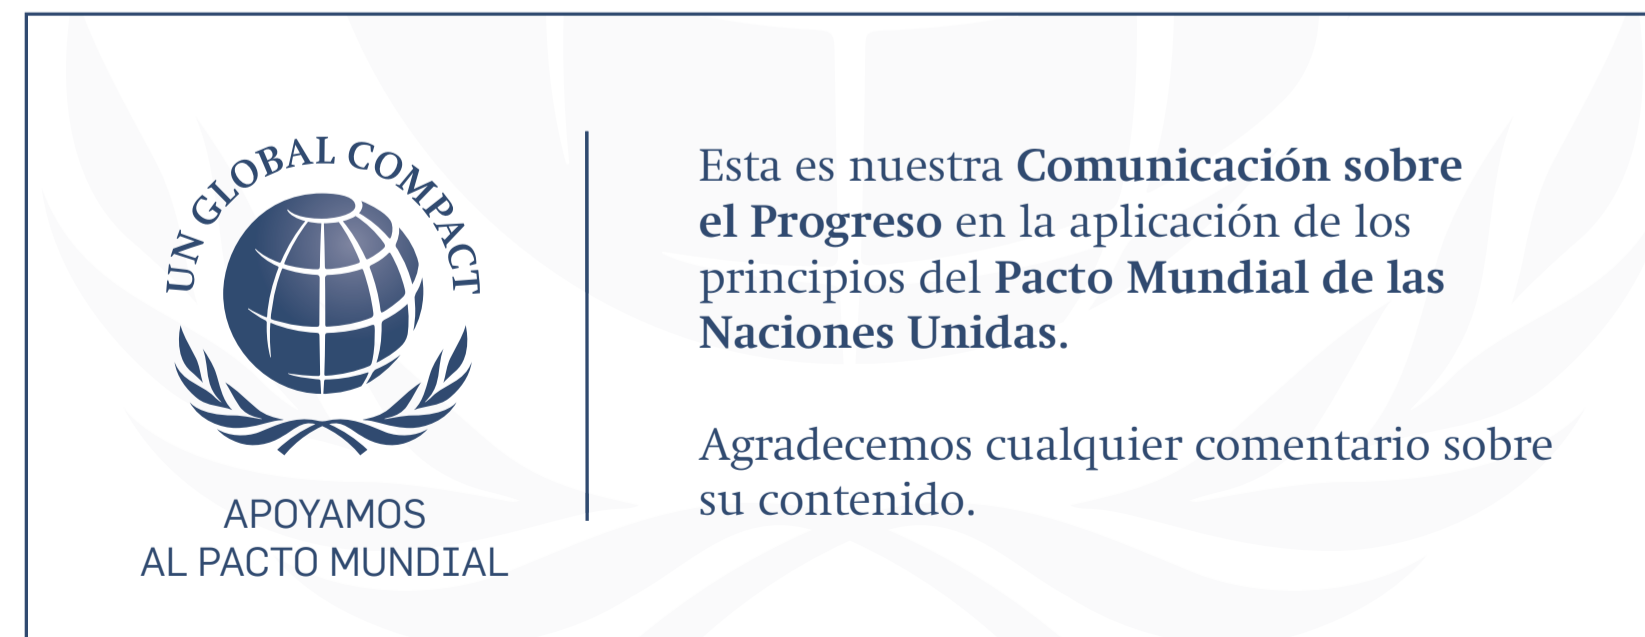 UN GLOBAL COMPACT
APOYAMOS
AL PACTO MUNDIAL
Esta es nuestra Comunicación sobre
el Progreso en la aplicación de los
principios del Pacto Mundial de las
Naciones Unidas.
Agradecemos cualquier comentario sobre
su contenido.